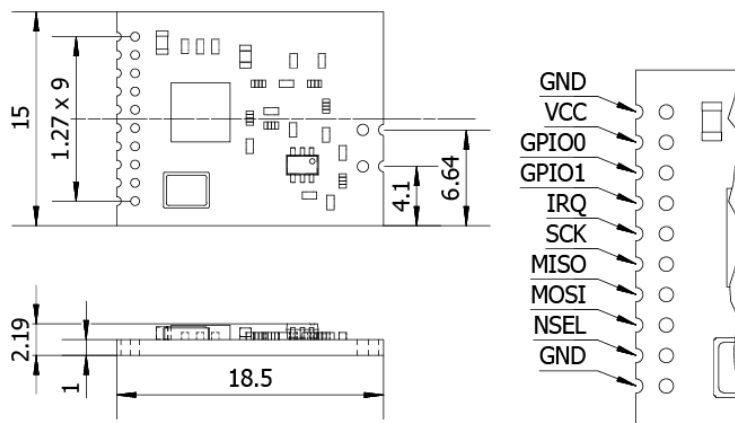 15
1.27 x 9
4.1
6.64
2.19
1
18.5
GND
VCC
GPIO0
GPIO1
IRQ
SCK
MISO
MOSI
NSEL
GND